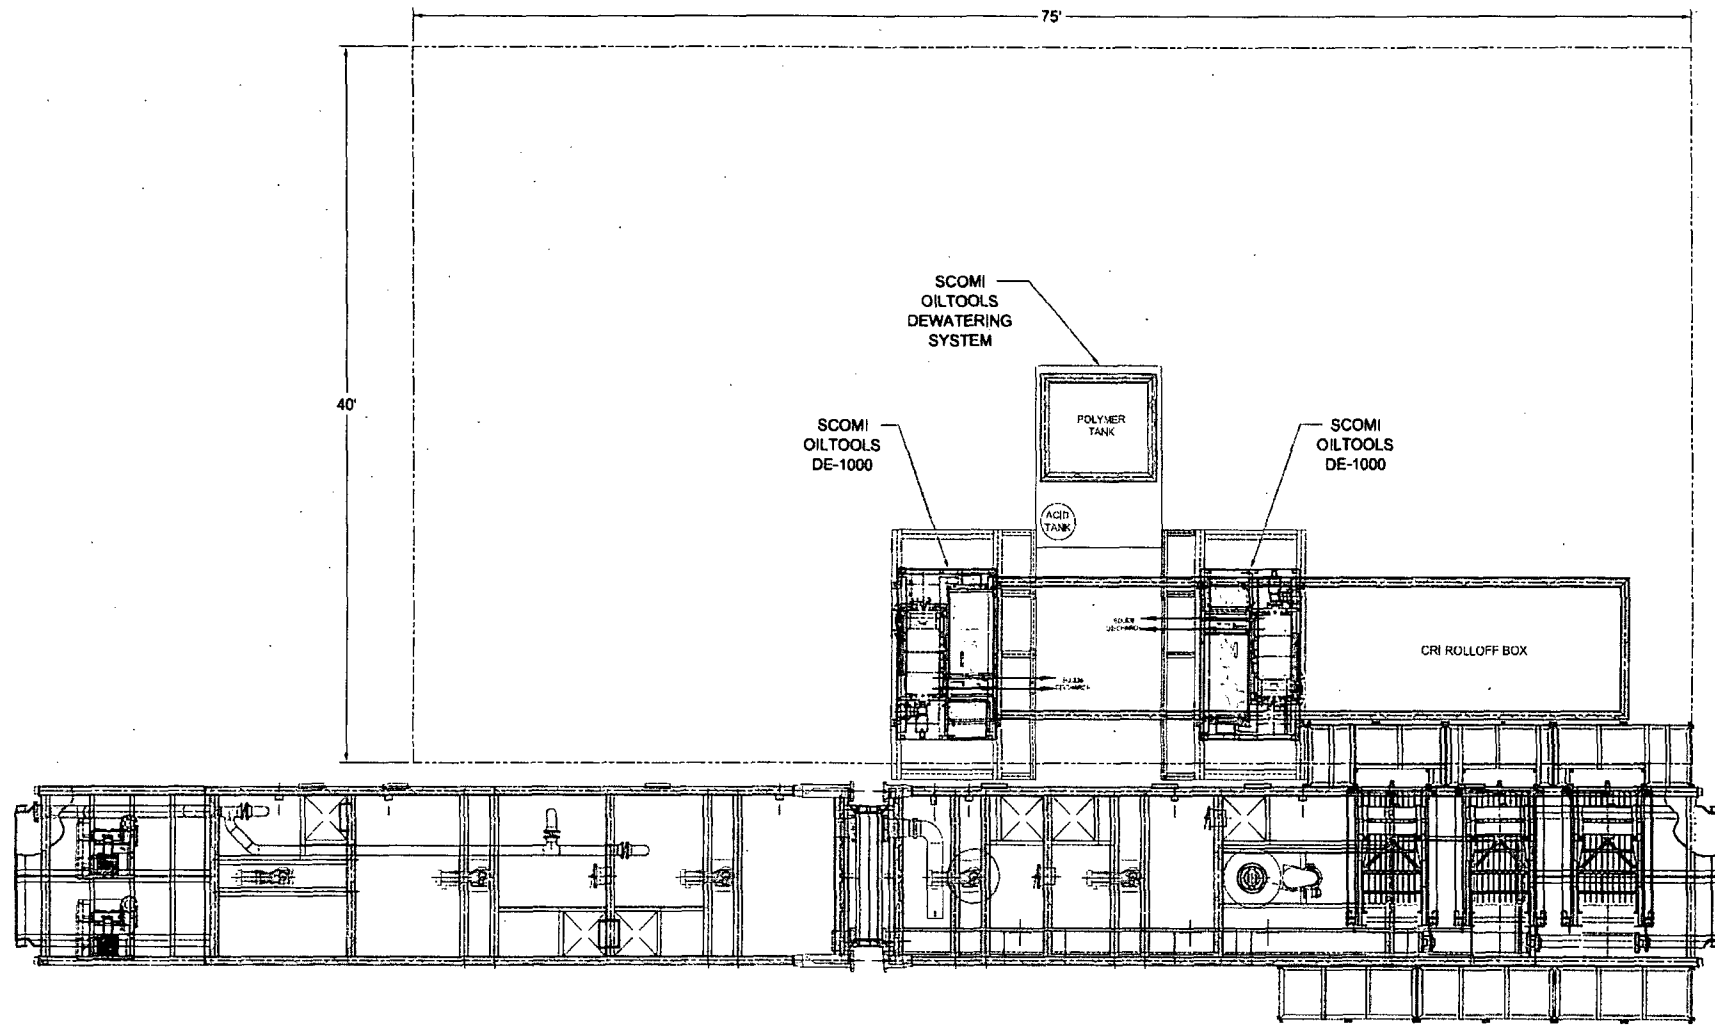 75'
40'
SCOMI
OILTOOLS
DEWATERING
SYSTEM
SCOMI
OILTOOLS
DE-1000
POLYMER
TANK
SCOMI
OILTOOLS
DE-1000
ACID
TANK
CRI ROLLOFF BOX